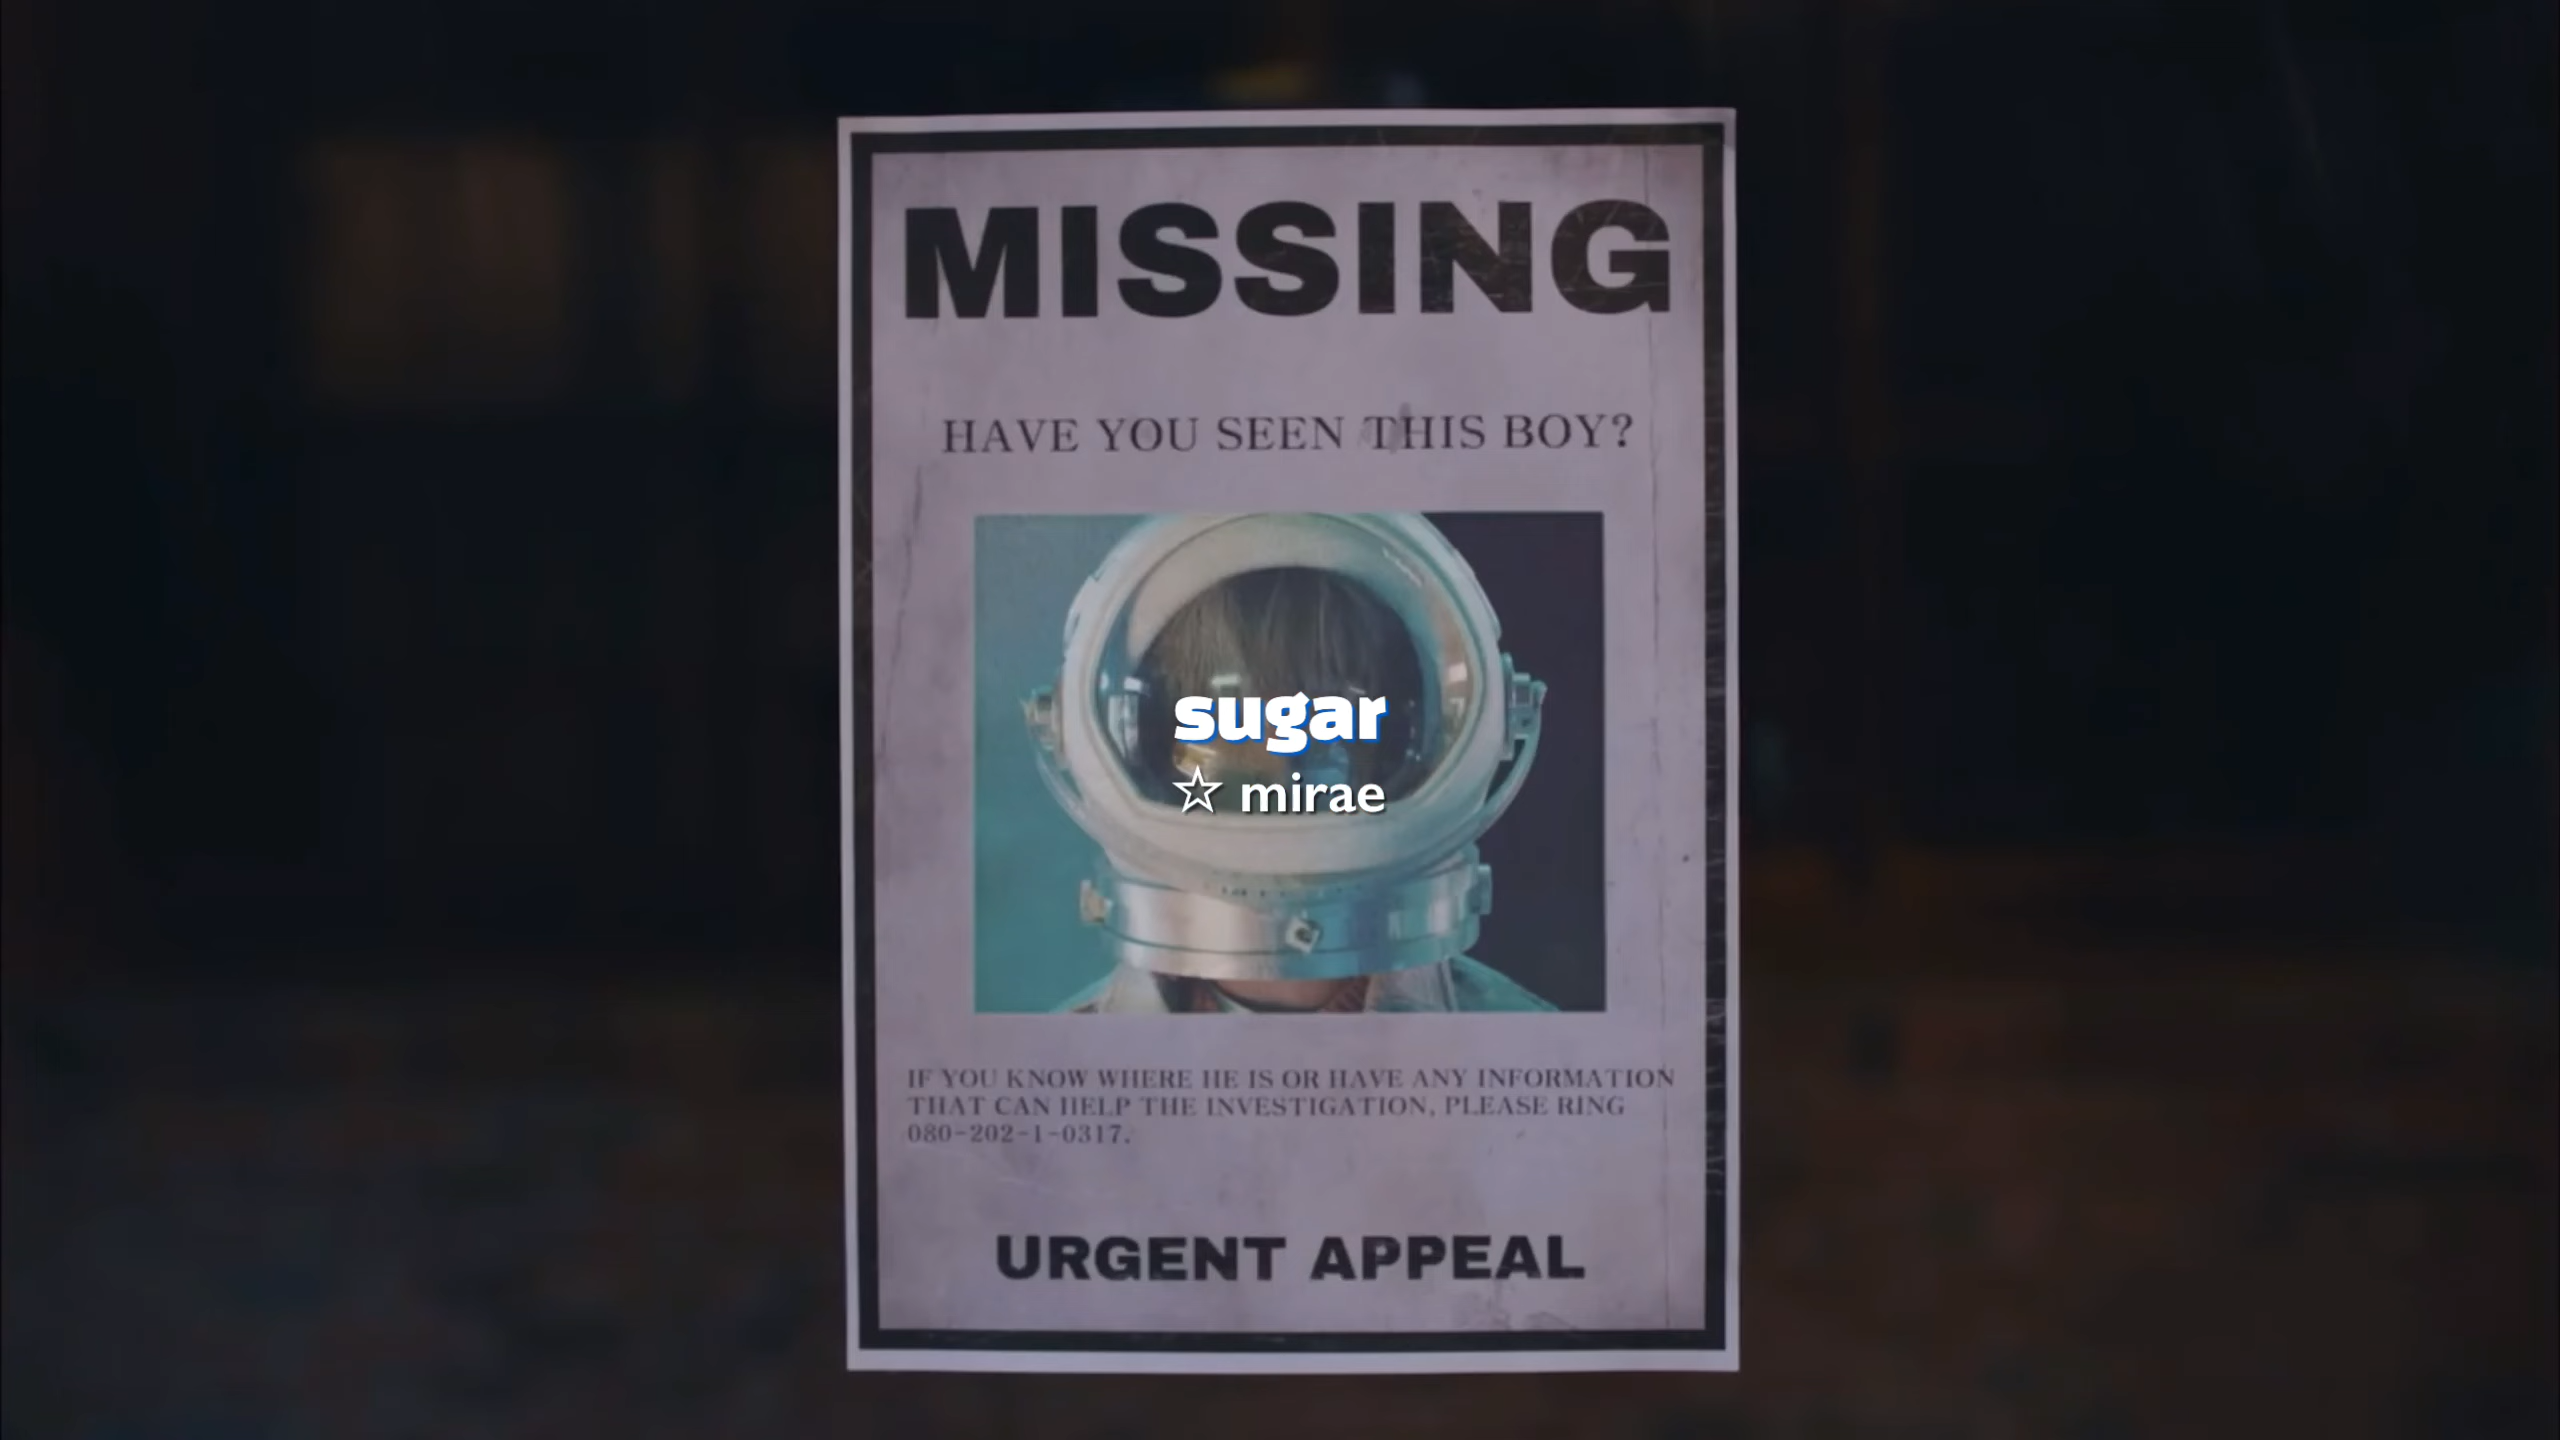 MISSING
HAVE YOU SEEN THIS BOY?
sugar
☆ mirae
IF YOU KNOW WHERE HE IS OR HAVE ANY INFORMATION
THAT CAN HELP THE INVESTIGATION, PLEASE RING
080-202-1-0317.
URGENT APPEAL